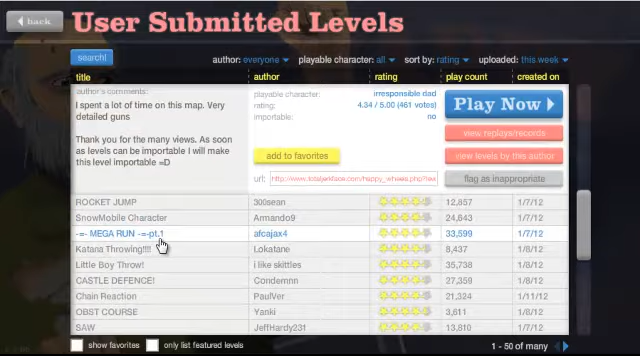 back
User Submitted Levels
search!
author: everyone playable character: all sort by: rating uploaded: this week
title author rating play count created on
author's comments:
I spent a lot of time on this map. Very
detailed guns
Thank you for the many views. As soon
as levels can be importable I will make
this level importable =D
playable character: irresponsible dad
rating: 4.34 / 5.00 (461 votes)
importable: no
add to favorites
url: http://www.totaljerkface.com/happy_wheels.php?lev
Play Now
view replays/records
view levels by this author
flag as inappropriate
ROCKET JUMP 300sean 12,857 1/7/12
SnowMobile Character Armando9 24,643 1/7/12
-=- MEGA RUN -=-pt.1 afcajax4 33,599 1/7/12
Katana Throwing!!!! Lokatane 8,437 1/8/12
Little Boy Throw! i like skittles 35,738 1/8/12
CASTLE DEFENCE! Condemnn 27,359 1/8/12
Chain Reaction PaulVer 21,324 1/11/12
OBST COURSE Yanki 3,611 1/8/12
SAW JeffHardy231 13,810 1/7/12
show favorites only list featured levels 1 - 50 of many